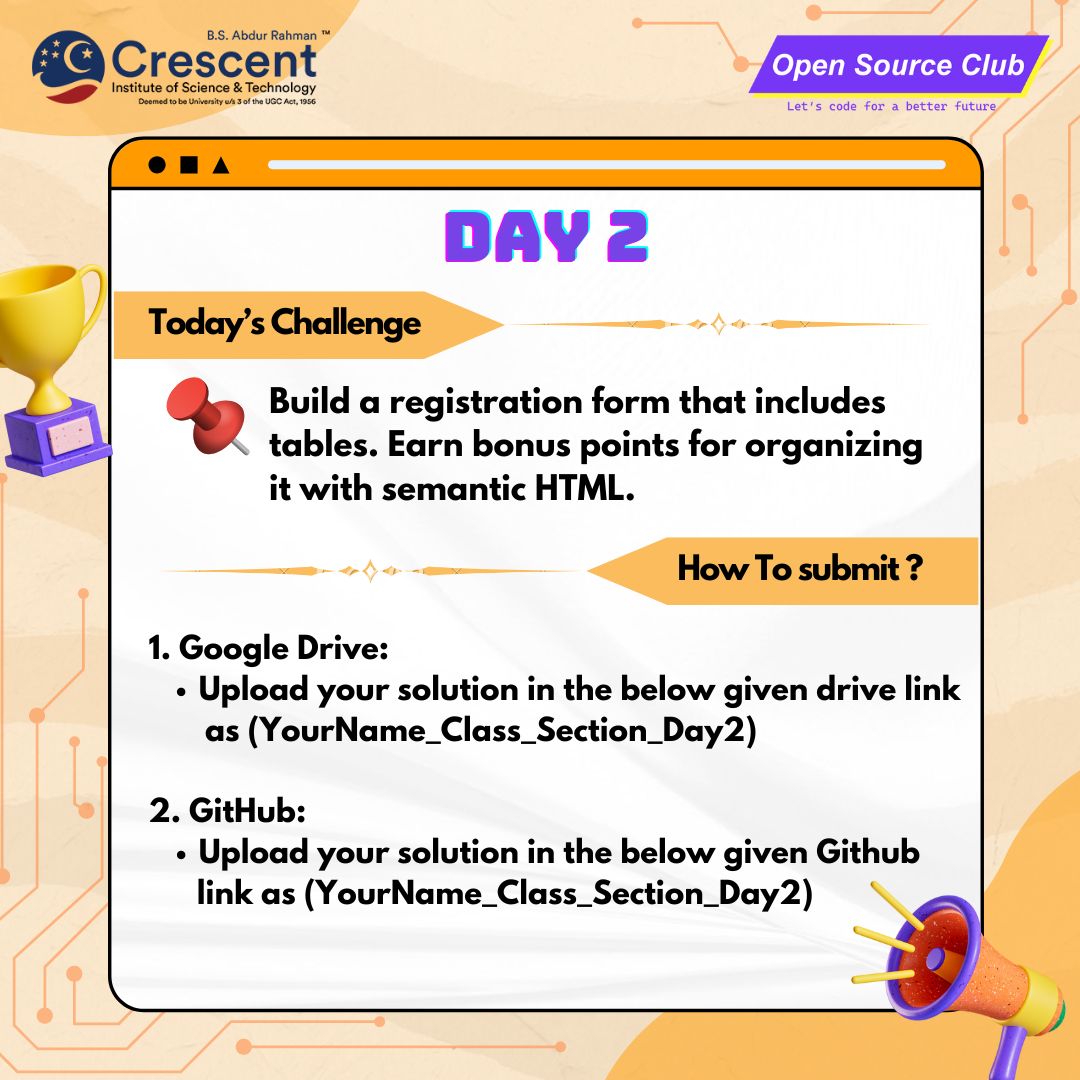 B.S. Abdur Rahman ™
Crescent
Institute of Science & Technology
Deemed to be University u/s 3 of the UGC Act, 1956
Open Source Club
Let's code for a better future
DAY 2
Today's Challenge
Build a registration form that includes
tables. Earn bonus points for organizing
it with semantic HTML.
How To submit ?
1. Google Drive:
• Upload your solution in the below given drive link
as (YourName_Class_Section_Day2)
2. GitHub:
• Upload your solution in the below given Github
link as (YourName_Class_Section_Day2)